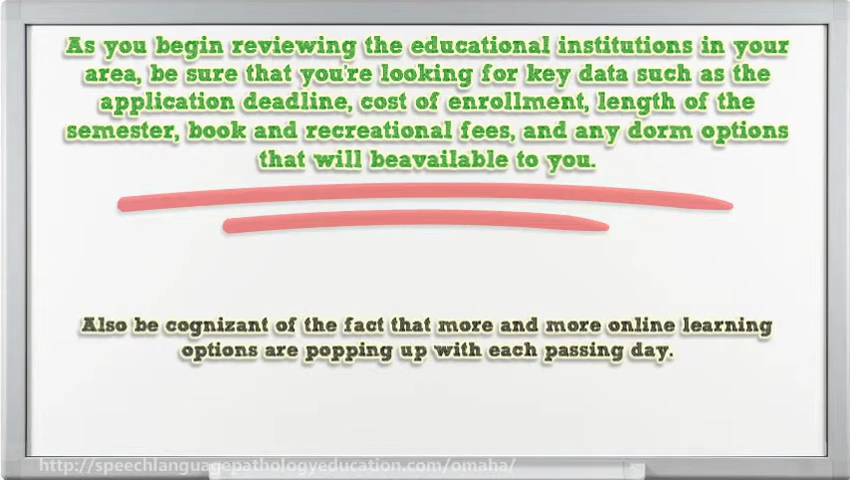 As you begin reviewing the educational institutions in your
area, be sure that you're looking for key data such as the
application deadline, cost of enrollment, length of the
semester, book and recreational fees, and any dorm options
that will beavailable to you.
Also be cognizant of the fact that more and more online learning
options are popping up with each passing day.
http://speechlanguagepathologyeducation.com/omaha/